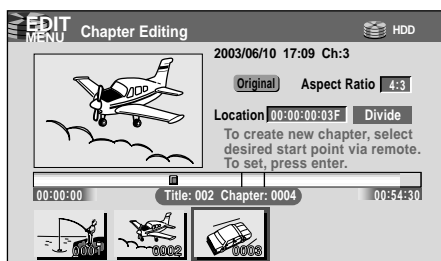 EDIT
MENU
Chapter Editing
HDD
2003/06/10 17:09 Ch:3
Original Aspect Ratio 4:3
Location 00:00:00:03F Divide
To create new chapter, select
desired start point via remote.
To set, press enter.
00:00:00 Title: 002 Chapter: 0004 00:54:30
0001 0002 0003